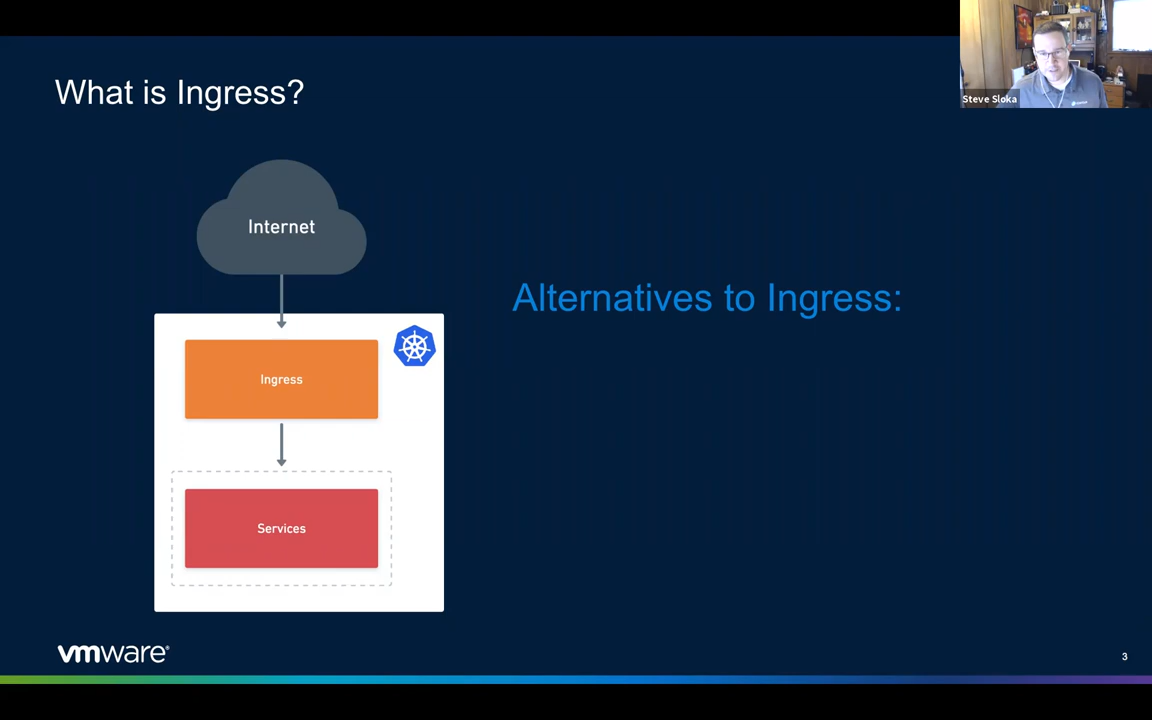 What is Ingress?
Steve Sloka
Internet
Alternatives to Ingress:
Ingress
Services
vmware®
3